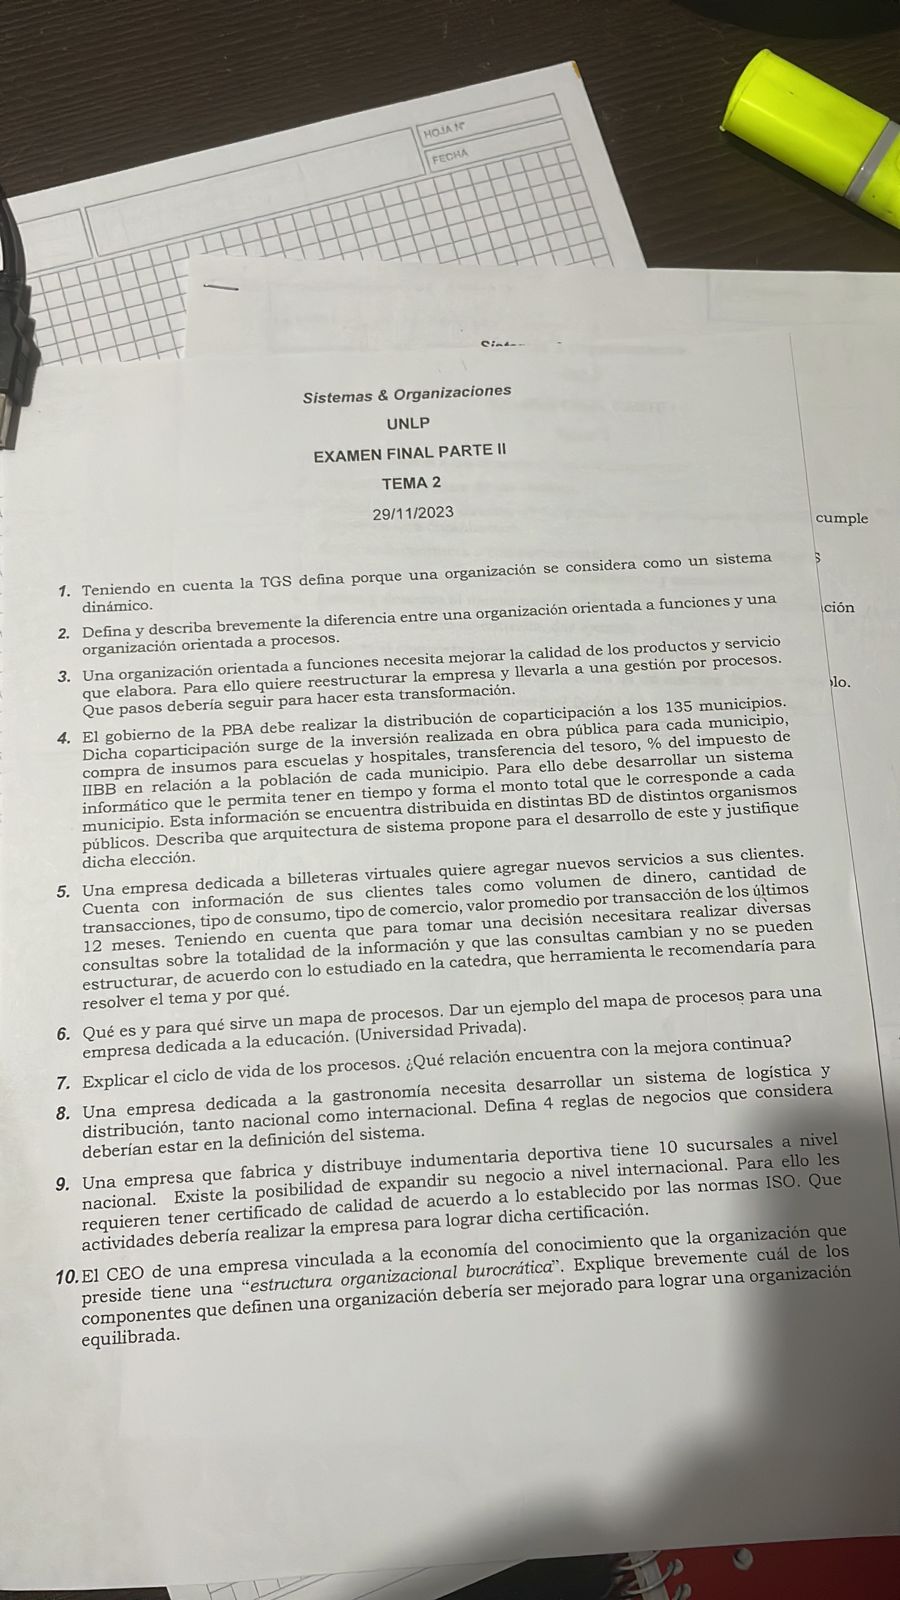 HOJA N°
FECHA
Sistemas & Organizaciones
UNLP
EXAMEN FINAL PARTE II
TEMA 2
29/11/2023
cumple
1. Teniendo en cuenta la TGS defina porque una organización se considera como un sistema
dinámico.
2. Defina y describa brevemente la diferencia entre una organización orientada a funciones y una
organización orientada a procesos.
ción
3. Una organización orientada a funciones necesita mejorar la calidad de los productos y servicio
que elabora. Para ello quiere reestructurar la empresa y llevarla a una gestión por procesos.
Que pasos debería seguir para hacer esta transformación.
lo.
4. El gobierno de la PBA debe realizar la distribución de coparticipación a los 135 municipios.
Dicha coparticipación surge de la inversión realizada en obra pública para cada municipio,
compra de insumos para escuelas y hospitales, transferencia del tesoro, % del impuesto de
IIBB en relación a la población de cada municipio. Para ello debe desarrollar un sistema
informático que le permita tener en tiempo y forma el monto total que le corresponde a cada
municipio. Esta información se encuentra distribuida en distintas BD de distintos organismos
públicos. Describa que arquitectura de sistema propone para el desarrollo de este y justifique
dicha elección.
5. Una empresa dedicada a billeteras virtuales quiere agregar nuevos servicios a sus clientes.
Cuenta con información de sus clientes tales como volumen de dinero, cantidad de
transacciones, tipo de consumo, tipo de comercio, valor promedio por transacción de los últimos
12 meses. Teniendo en cuenta que para tomar una decisión necesitara realizar diversas
consultas sobre la totalidad de la información y que las consultas cambian y no se pueden
estructurar, de acuerdo con lo estudiado en la catedra, que herramienta le recomendaría para
resolver el tema y por qué.
6. Qué es y para qué sirve un mapa de procesos. Dar un ejemplo del mapa de procesos para una
empresa dedicada a la educación. (Universidad Privada).
7. Explicar el ciclo de vida de los procesos. ¿Qué relación encuentra con la mejora continua?
8. Una empresa dedicada a la gastronomía necesita desarrollar un sistema de logística y
distribución, tanto nacional como internacional. Defina 4 reglas de negocios que considera
deberían estar en la definición del sistema.
9. Una empresa que fabrica y distribuye indumentaria deportiva tiene 10 sucursales a nivel
nacional. Existe la posibilidad de expandir su negocio a nivel internacional. Para ello les
requieren tener certificado de calidad de acuerdo a lo establecido por las normas ISO. Que
actividades debería realizar la empresa para lograr dicha certificación.
10. El CEO de una empresa vinculada a la economía del conocimiento que la organización que
preside tiene una "estructura organizacional burocrática". Explique brevemente cuál de los
componentes que definen una organización debería ser mejorado para lograr una organización
equilibrada.